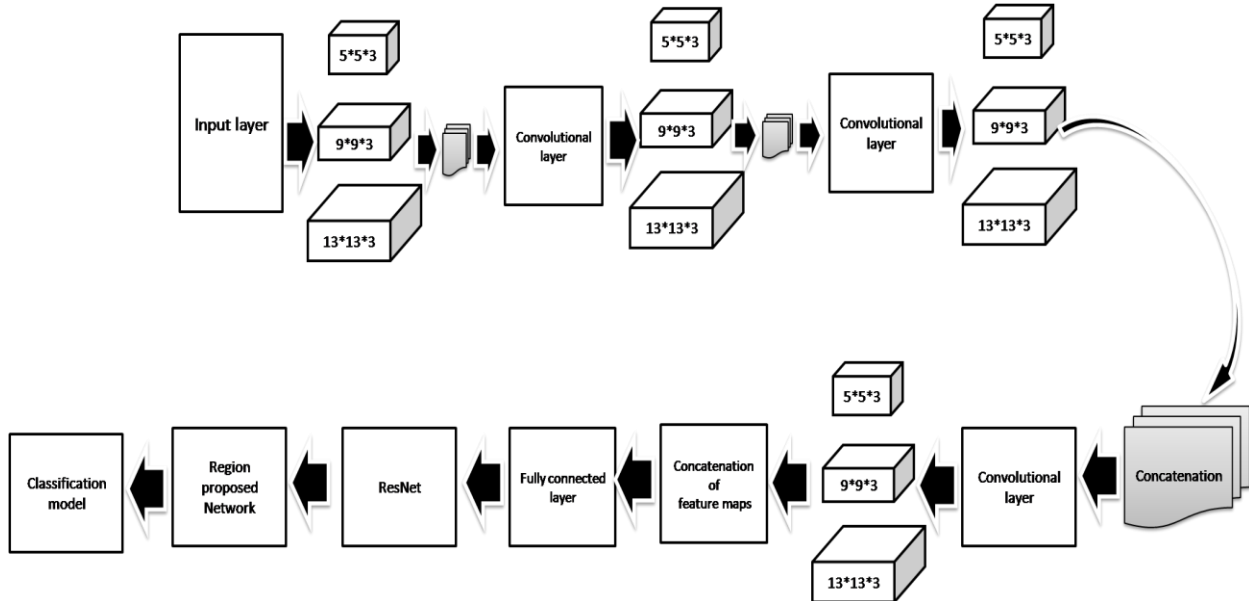 Input layer
5*5*3
9*9*3
13*13*3
Convolutional
layer
5*5*3
9*9*3
13*13*3
Convolutional
layer
5*5*3
9*9*3
13*13*3
Concatenation
Convolutional
layer
5*5*3
9*9*3
13*13*3
Concatenation
of
feature maps
Fully connected
layer
ResNet
Region
proposed
Network
Classification
model